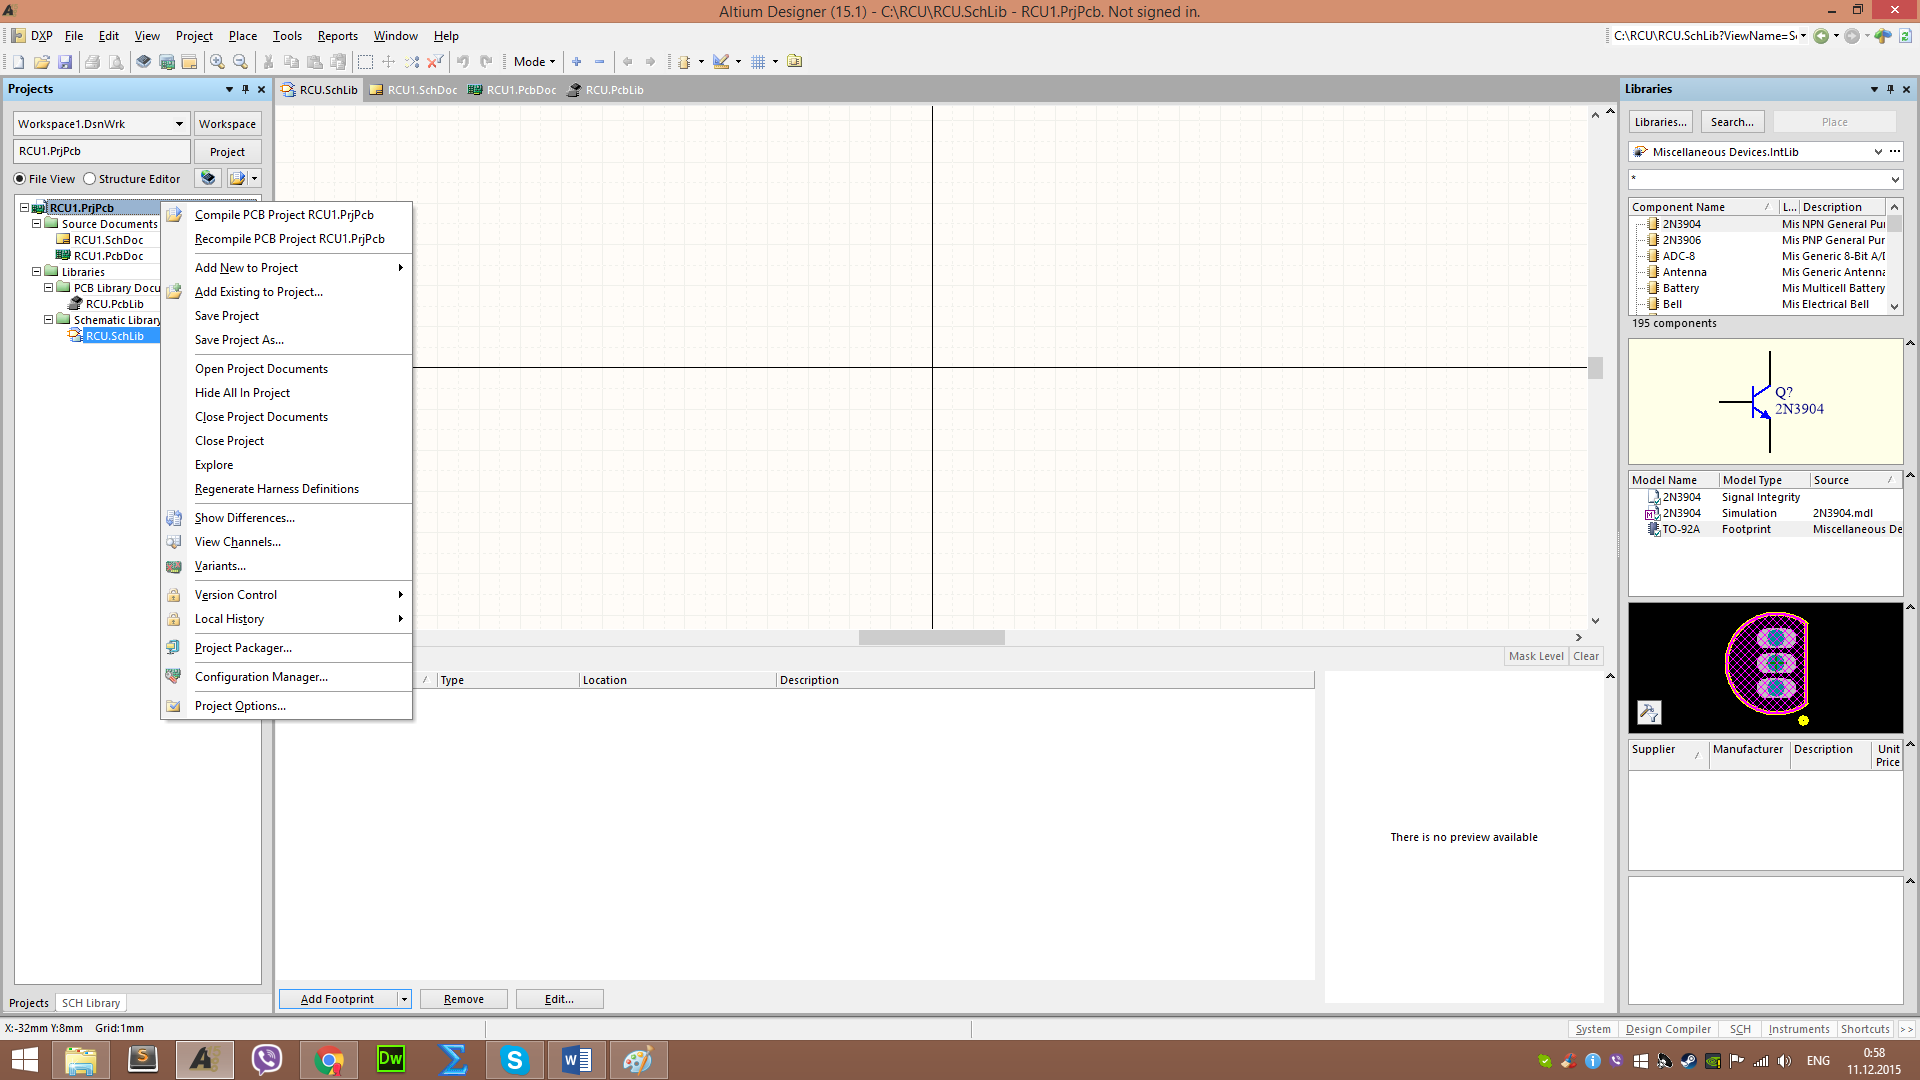 Altium Designer (15.1) - C:\RCU\RCU.SchLib - RCU1.PrjPcb. Not signed in.
DXP File Edit View Project Place Tools Reports Window Help
C:\RCU\RCU.SchLib?ViewName=S
Mode
Projects
RCU.SchLib RCU1.SchDoc RCU1.PcbDoc RCU.PcbLib
Libraries
Workspace1.DsnWrk Workspace
RCU1.PrjPcb Project
File View Structure Editor
RCU1.PrjPcb
Source Documents
RCU1.SchDoc
RCU1.PcbDoc
Libraries
PCB Library Docu
RCU.PcbLib
Schematic Library
RCU.SchLib
Compile PCB Project RCU1.PrjPcb
Recompile PCB Project RCU1.PrjPcb
Add New to Project
Add Existing to Project...
Save Project
Save Project As...
Open Project Documents
Hide All In Project
Close Project Documents
Close Project
Explore
Regenerate Harness Definitions
Show Differences...
View Channels...
Variants...
Version Control
Local History
Project Packager...
Configuration Manager...
Project Options...
Mask Level Clear
Type Location Description
There is no preview available
Add Footprint Remove Edit...
Projects SCH Library
Libraries... Search... Place
Miscellaneous Devices.IntLib ...
*
Component Name L... Description
2N3904 Mis NPN General Pu
2N3906 Mis PNP General Pur
ADC-8 Mis Generic 8-Bit A/
Antenna Mis Generic Antenna
Battery Mis Multicell Battery
Bell Mis Electrical Bell
195 components
Q?
2N3904
Model Name Model Type Source
2N3904 Signal Integrity
2N3904 Simulation 2N3904.mdl
TO-92A Footprint Miscellaneous De
Supplier Manufacturer Description Unit Price
X:-32mm Y:8mm Grid:1mm
System Design Compiler SCH Instruments Shortcuts >>
Dw
ENG
0:58
11.12.2015